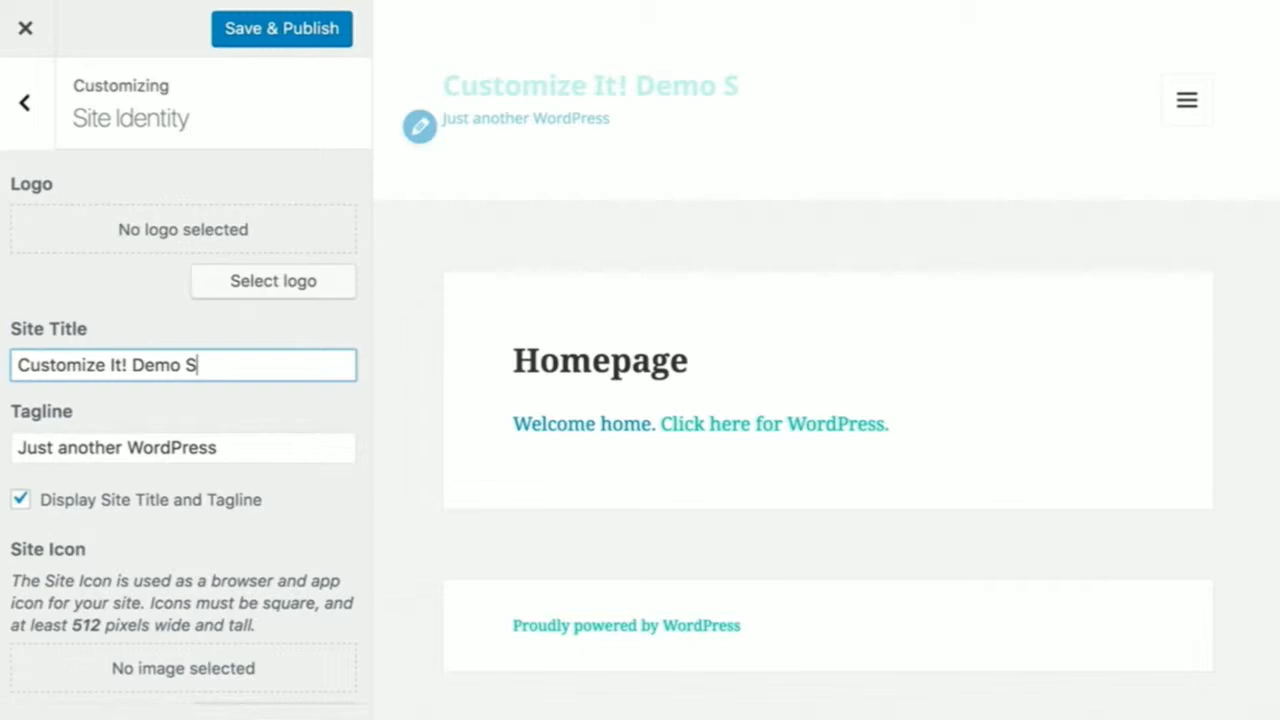 Save & Publish
Customizing
Site Identity
Logo
No logo selected
Select logo
Site Title
Customize It! Demo S
Tagline
Just another WordPress
Display Site Title and Tagline
Site Icon
The Site Icon is used as a browser and app
icon for your site. Icons must be square, and
at least 512 pixels wide and tall.
No image selected
Customize It! Demo S
Just another WordPress
Homepage
Welcome home. Click here for WordPress.
Proudly powered by WordPress